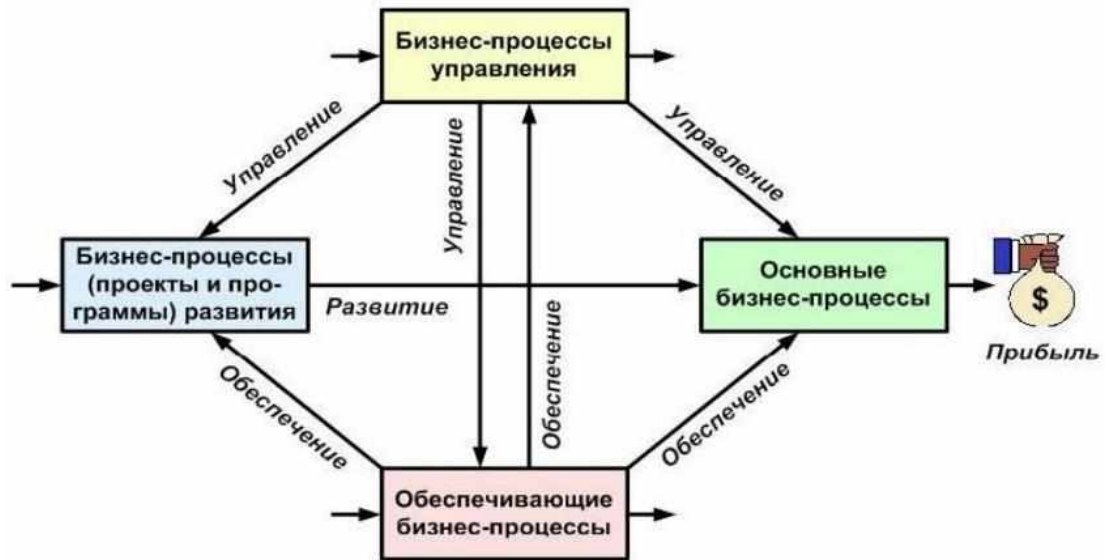 Бизнес-процессы
управления
Управление
Управление
Управление
Бизнес-процессы
(проекты и про-
граммы) развития
Развитие
Основные
бизнес-процессы
$
Прибыль
Обеспечение
Обеспечение
Обеспечение
Обеспечивающие
бизнес-процессы